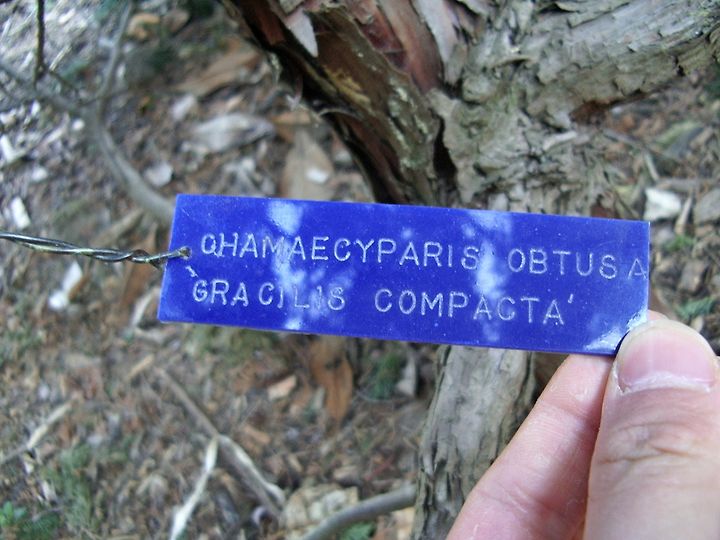 CHAMAECYPARIS OBTUSA
'GRACILIS COMPACTA'